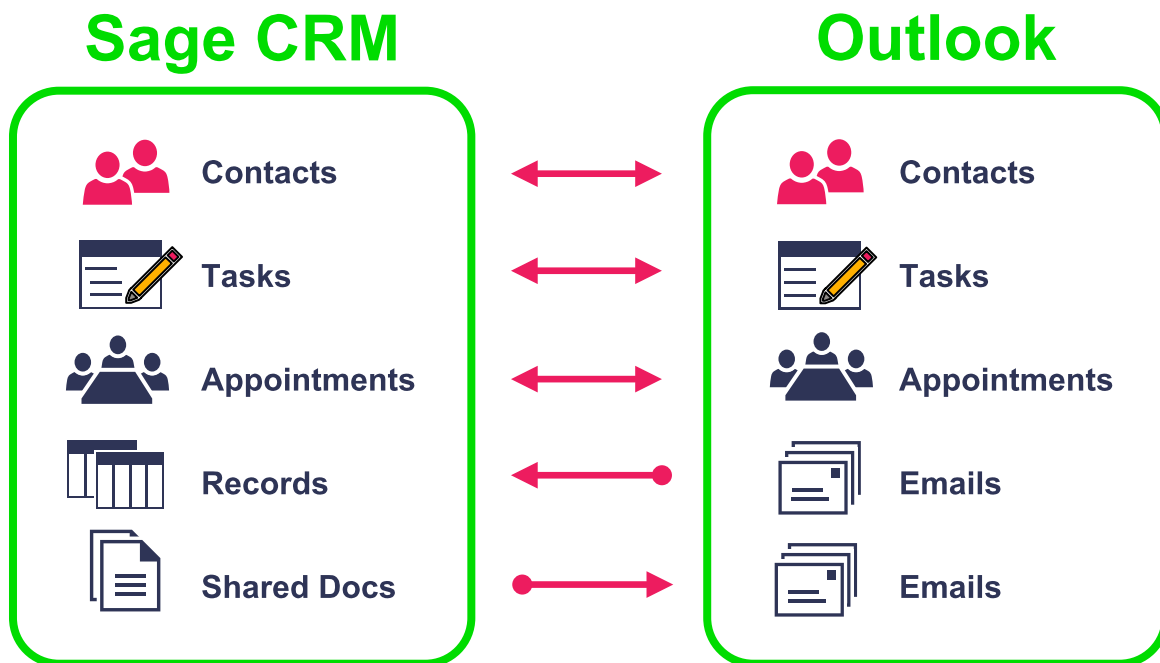 Sage CRM
Outlook
Contacts
Contacts
Tasks
Tasks
Appointments
Appointments
Records
Emails
Shared Docs
Emails